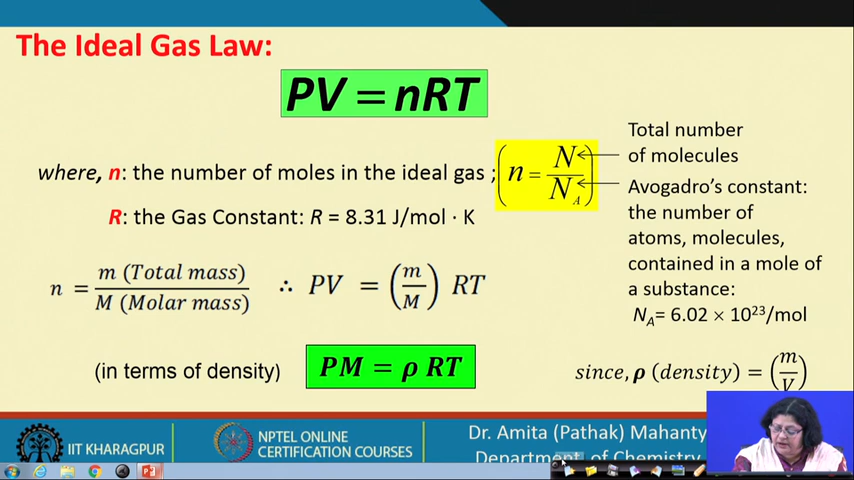 The Ideal Gas Law:
PV = nRT
where, n: the number of moles in the ideal gas ; (n = N/N_A)
Total number
of molecules
Avogadro's constant:
the number of
atoms, molecules,
contained in a mole of
a substance:
N_A= 6.02 × 10^23/mol
R: the Gas Constant: R = 8.31 J/mol · K
n = m (Total mass)/M (Molar mass) ∴ PV = (m/M) RT
(in terms of density) PM = ρ RT
since, ρ (density) = (m/V)
IIT KHARAGPUR
NPTEL ONLINE
CERTIFICATION COURSES
Dr. Amita (Pathak) Mahanty
Department of Chemistry